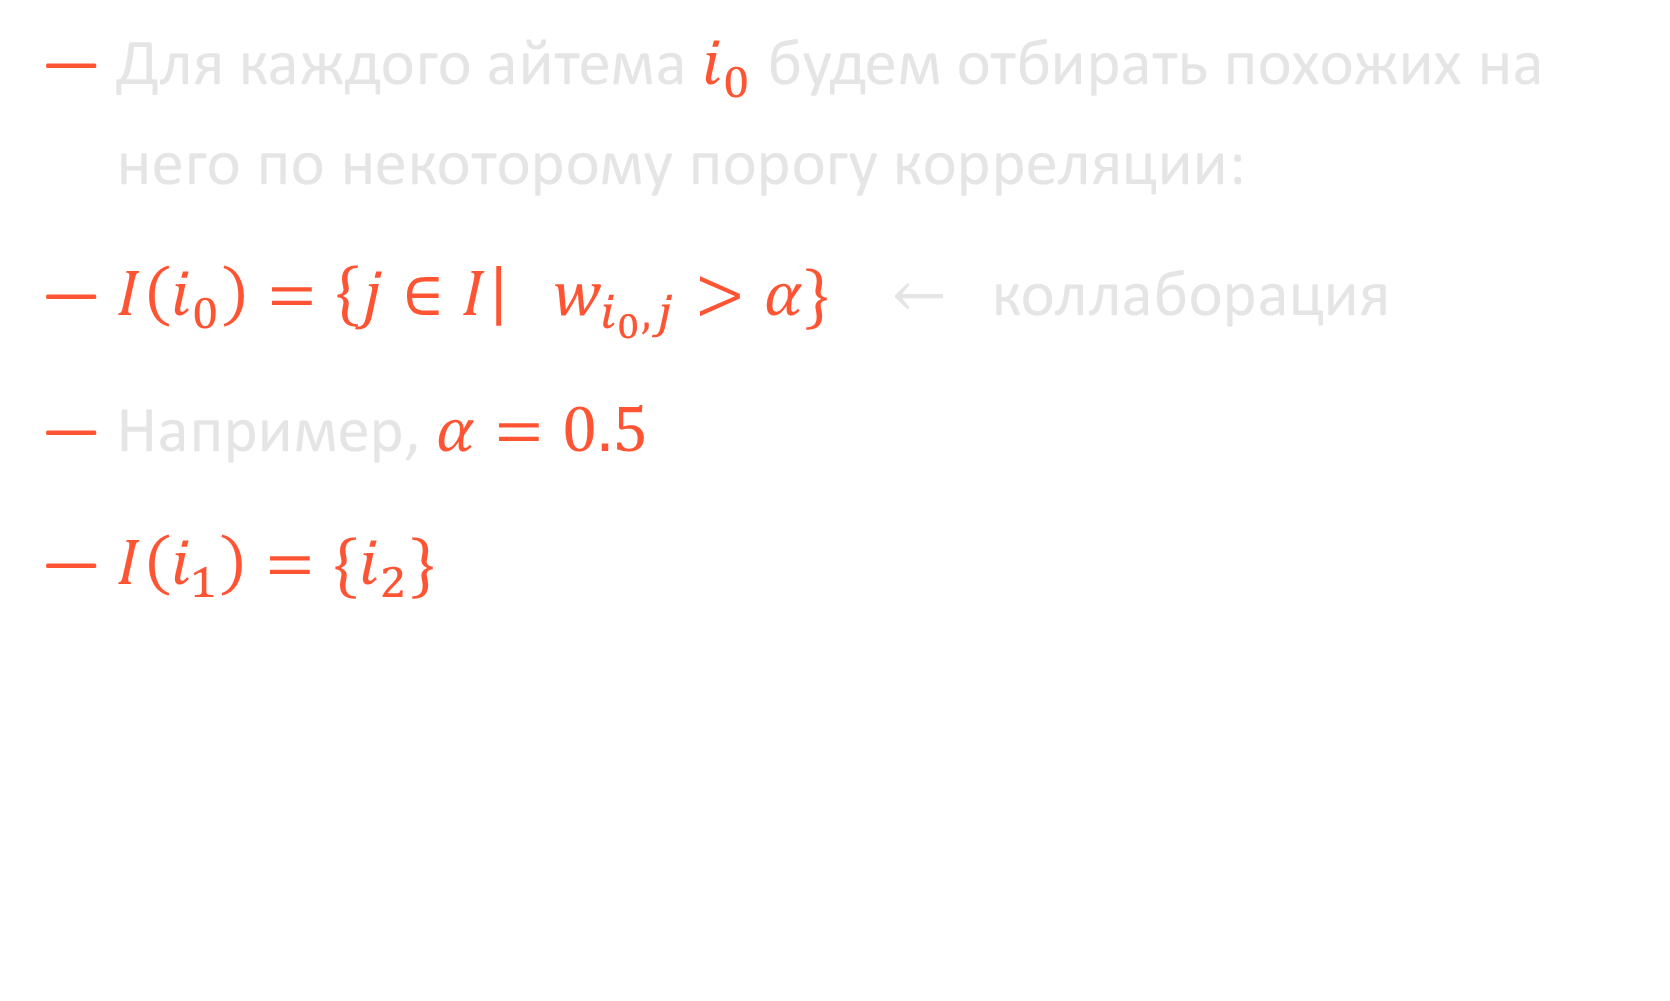 — Для каждого айтема i₀ будем отбирать похожих на
него по некоторому порогу корреляции:
— I(i₀) = {j ∈ I| w_{i₀,j} > α} ← коллаборация
— Например, α = 0.5
— I(i₁) = {i₂}